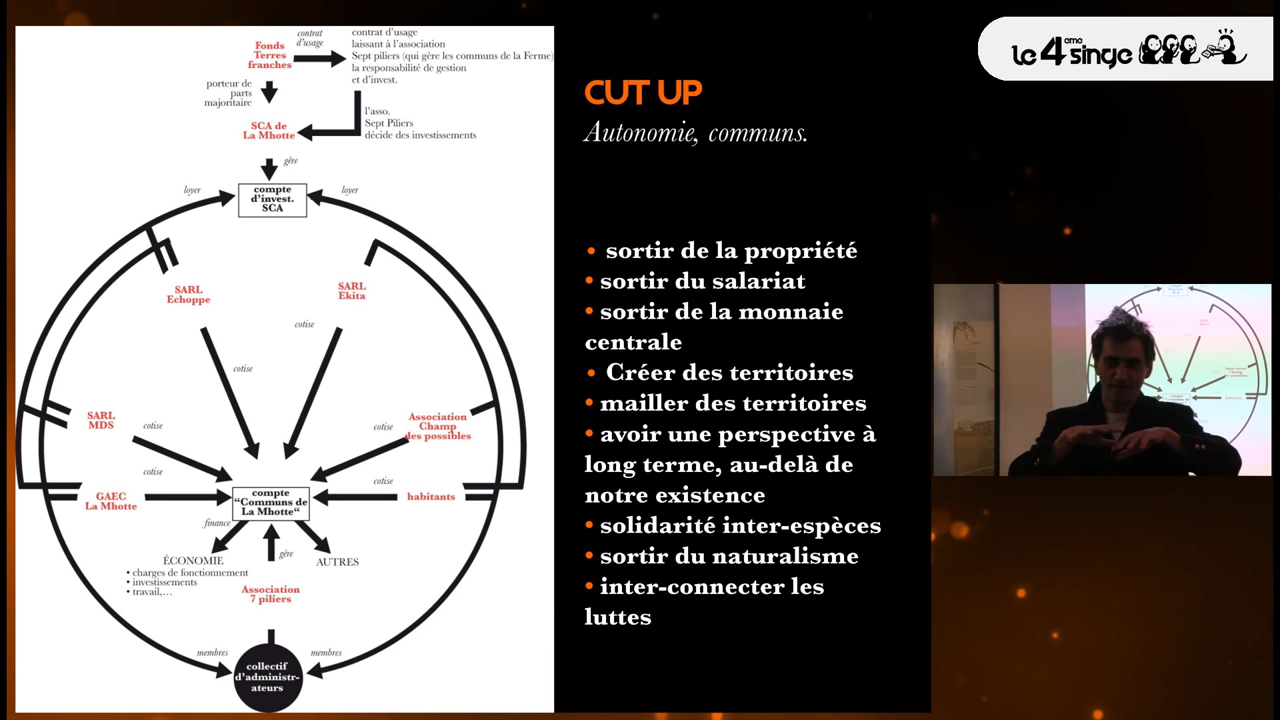 contrat
d'usage
Fonds
Terres
franches
contrat d'usage
laissant à l'association
Sept piliers (qui gère les communs de la Ferme)
la responsabilité de gestion
et d'invest.
porteur de
parts
majoritaire
l'asso.
Sept Piliers
décide des investissements
SCA de
La Mhotte
gère
loyer
compte
d'invest.
SCA
loyer
SARL
Echoppe
SARL
Ekita
cotise
cotise
SARL
MDS
cotise
cotise
Association
Champ
des possibles
cotise
cotise
GAEC
La Mhotte
compte
“Communs de
La Mhotte“
habitants
finance
gère
ÉCONOMIE
• charges de fonctionnement
• investissements
• travail,…
AUTRES
Association
7 piliers
membres
membres
collectif
d'administr-
ateurs
CUT UP
Autonomie, communs.
• sortir de la propriété
• sortir du salariat
• sortir de la monnaie
centrale
• Créer des territoires
• mailler des territoires
• avoir une perspective à
long terme, au-delà de
notre existence
• solidarité inter-espèces
• sortir du naturalisme
• inter-connecter les
luttes
le 4ème singe